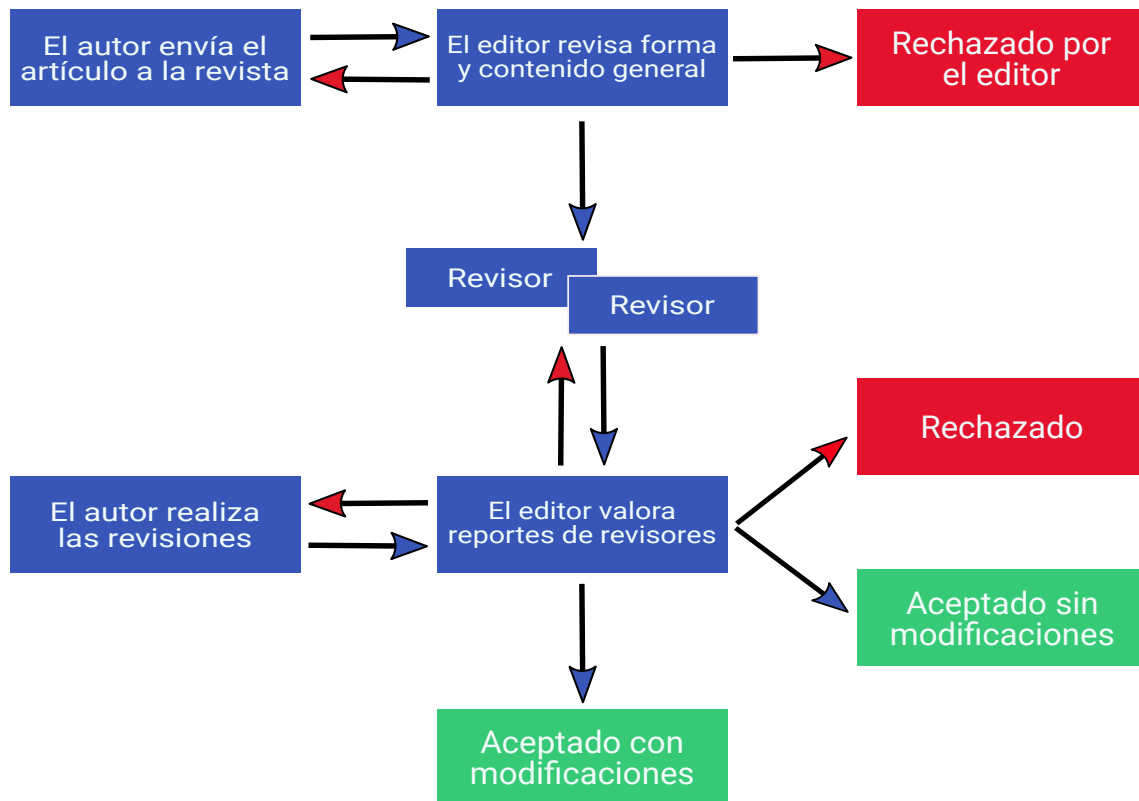 El autor envía el
artículo a la revista
El editor revisa forma
y contenido general
Rechazado por
el editor
Revisor
Revisor
Rechazado
El autor realiza
las revisiones
El editor valora
reportes de revisores
Aceptado sin
modificaciones
Aceptado con
modificaciones